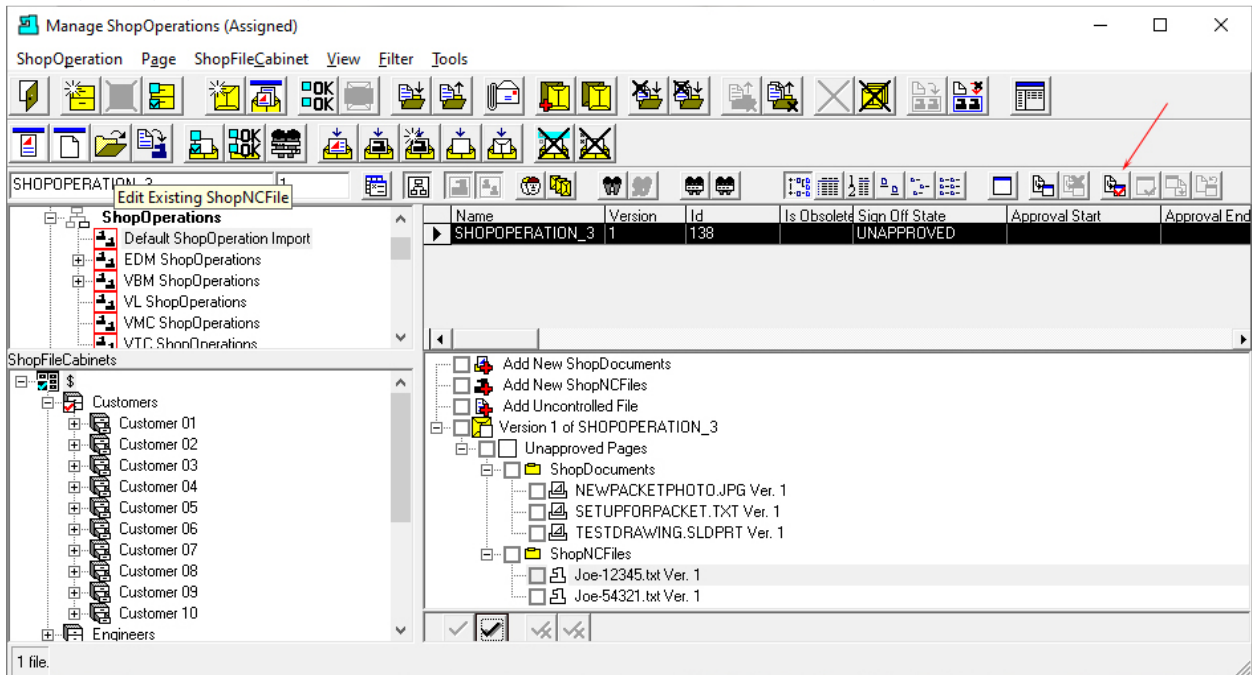 Manage ShopOperations (Assigned)
ShopOperation Page ShopFileCabinet View Filter Tools
OK
OK
OK
OK
SHOPOPERATION_3 1
Edit Existing ShopNCFile
ShopOperations
Default ShopOperation Import
EDM ShopOperations
VBM ShopOperations
VL ShopOperations
VMC ShopOperations
VTC ShopOperations
Name Version Id Is Obsolete Sign Off State Approval Start Approval End
SHOPOPERATION_3 1 138 UNAPPROVED
ShopFileCabinets
$
Customers
Customer 01
Customer 02
Customer 03
Customer 04
Customer 05
Customer 06
Customer 07
Customer 08
Customer 09
Customer 10
Engineers
Add New ShopDocuments
Add New ShopNCFiles
Add Uncontrolled File
Version 1 of SHOPOPERATION_3
Unapproved Pages
ShopDocuments
NEWPACKETPHOTO.JPG Ver. 1
SETUPFORPACKET.TXT Ver. 1
TESTDRAWING.SLDPRT Ver. 1
ShopNCFiles
Joe-12345.txt Ver. 1
Joe-54321.txt Ver. 1
1 file.